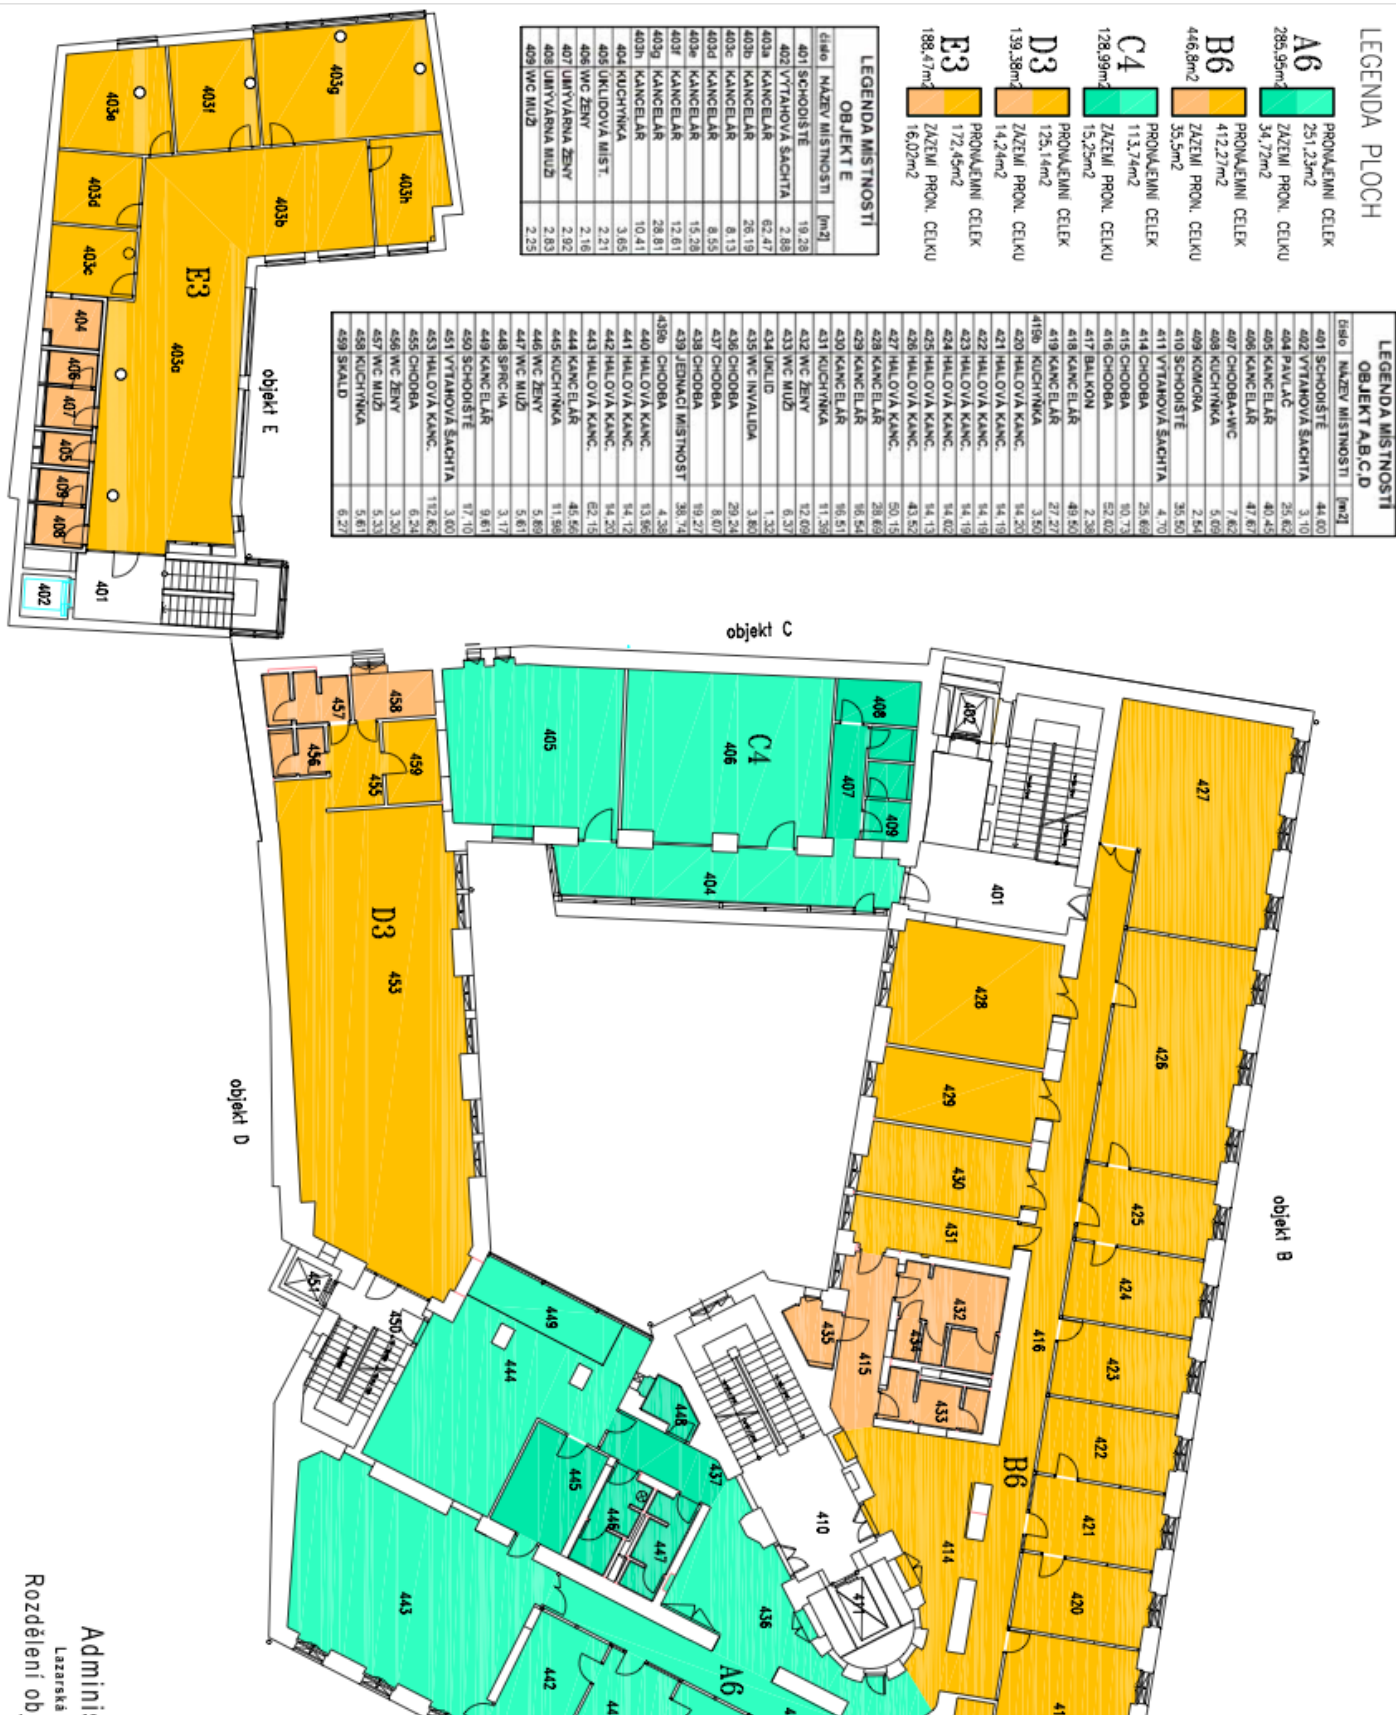 LEGENDA PLOCH
A6
285,95m2
PRONÁJEMNÍ CELEK
251,23m2
ZÁZEMÍ PRON. CELKU
34,72m2
B6
446,8m2
PRONÁJEMNÍ CELEK
412,27m2
ZÁZEMÍ PRON. CELKU
35,5m2
C4
128,99m2
PRONÁJEMNÍ CELEK
113,74m2
ZÁZEMÍ PRON. CELKU
15,25m2
D3
139,38m2
PRONÁJEMNÍ CELEK
125,14m2
ZÁZEMÍ PRON. CELKU
14,24m2
E3
188,47m2
PRONÁJEMNÍ CELEK
172,45m2
ZÁZEMÍ PRON. CELKU
16,02m2
LEGENDA MÍSTNOSTÍ
OBJEKT E
číslo NÁZEV MÍSTNOSTI [m2]
401 SCHODIŠTĚ 19.28
402 VÝTAHOVÁ ŠACHTA 2.88
403a KANCELÁŘ 62.47
403b KANCELÁŘ 26.19
403c KANCELÁŘ 8.13
403d KANCELÁŘ 8.55
403e KANCELÁŘ 15.28
403f KANCELÁŘ 12.61
403g KANCELÁŘ 28.81
403h KANCELÁŘ 10.41
404 KUCHYŇKA 3.65
405 ÚKLIDOVÁ MÍST. 2.21
406 WC ŽENY 2.16
407 UMÝVÁRNA ŽENY 2.92
408 UMÝVÁRNA MUŽI 2.83
409 WC MUŽI 2.25
LEGENDA MÍSTNOSTÍ
OBJEKT A,B,C,D
číslo NÁZEV MÍSTNOSTI [m2]
401 SCHODIŠTĚ 44.00
402 VÝTAHOVÁ ŠACHTA 3.10
404 PAVLAČ 25.62
405 KANCELÁŘ 40.45
406 KANCELÁŘ 47.67
407 CHODBA+WC 7.62
408 KUCHYŇKA 5.09
409 KOMORA 2.54
410 SCHODIŠTĚ 35.50
411 VÝTAHOVÁ ŠACHTA 4.70
414 CHODBA 25.69
415 CHODBA 10.73
416 CHODBA 52.02
417 BALKON 2.38
418 KANCELÁŘ 49.50
419 KANCELÁŘ 27.27
419b KUCHYŇKA 3.50
420 HALOVÁ KANC. 14.20
421 HALOVÁ KANC. 14.19
422 HALOVÁ KANC. 14.19
423 HALOVÁ KANC. 14.19
424 HALOVÁ KANC. 14.02
425 HALOVÁ KANC. 14.13
426 HALOVÁ KANC. 43.52
427 HALOVÁ KANC. 50.15
428 KANCELÁŘ 28.69
429 KANCELÁŘ 16.54
430 KANCELÁŘ 16.51
431 KUCHYŇKA 11.39
432 WC ŽENY 12.09
433 WC MUŽI 6.37
434 ÚKLID 1.32
435 WC INVALIDA 3.80
436 CHODBA 29.24
437 CHODBA 8.07
438 CHODBA 19.27
439 JEDNACÍ MÍSTNOST 38.74
439b CHODBA 4.38
440 HALOVÁ KANC. 13.96
441 HALOVÁ KANC. 14.12
442 HALOVÁ KANC. 14.20
443 HALOVÁ KANC. 62.15
444 KANCELÁŘ 45.56
445 KUCHYŇKA 11.98
446 WC ŽENY 5.89
447 WC MUŽI 5.61
448 SPRCHA 3.17
449 KANCELÁŘ 9.61
450 SCHODIŠTĚ 17.10
451 VÝTAHOVÁ ŠACHTA 3.00
453 HALOVÁ KANC. 112.62
455 CHODBA 6.24
456 WC ŽENY 3.30
457 WC MUŽI 5.33
458 KUCHYŇKA 5.61
459 SKALD 6.27
objekt E
E3
403g
403f
403e
403h
403b
403d
403c
403a
404
406
407
405
409
408
401
402
objekt C
C4
405
406
408
407
409
404
402
401
objekt D
D3
458
457
456
459
455
453
451
450
objekt B
B6
427
426
428
429
430
431
425
424
423
422
421
420
416
432
434
433
435
415
414
410
411
A6
449
444
448
437
445
446
447
436
443
442
Adminis
Lazarská
Rozdělení ob